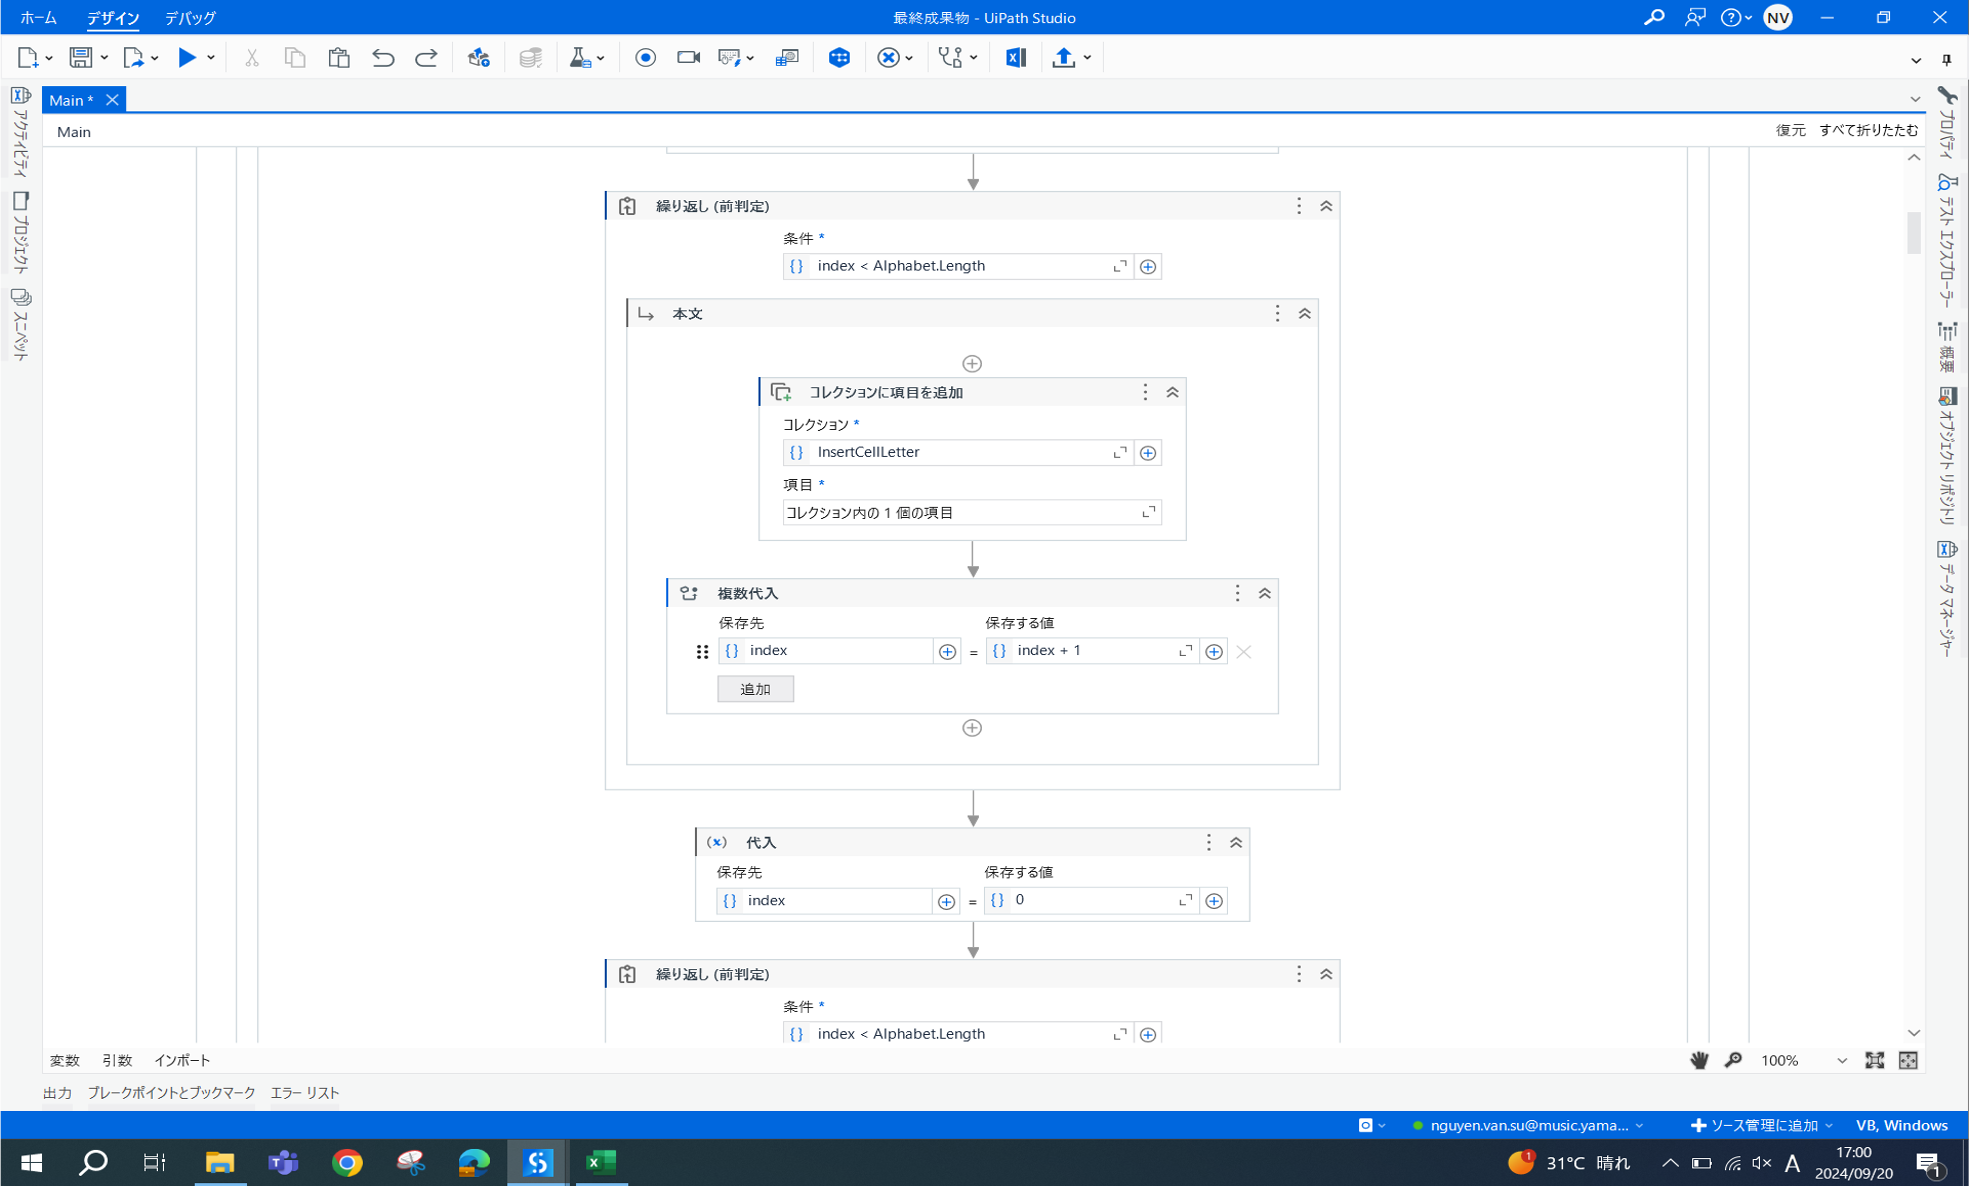 ホーム デザイン デバッグ
最終成果物 - UiPath Studio
NV
Main *
Main
復元 すべて折りたたむ
アクティビティ
プロジェクト
スニペット
繰り返し (前判定)
条件 *
{} index < Alphabet.Length
本文
コレクションに項目を追加
コレクション *
{} InsertCellLetter
項目 *
コレクション内の 1 個の項目
複数代入
保存先 保存する値
{} index = {} index + 1
追加
(x) 代入
保存先 保存する値
{} index = {} 0
繰り返し (前判定)
条件 *
{} index < Alphabet.Length
プロパティ
テスト エクスプローラー
概要
オブジェクト リポジトリ
データ マネージャー
変数 引数 インポート
100%
出力 ブレークポイントとブックマーク エラー リスト
nguyen.van.su@music.yama...
ソース管理に追加
VB, Windows
1
31°C 晴れ
A
17:00
2024/09/20
1